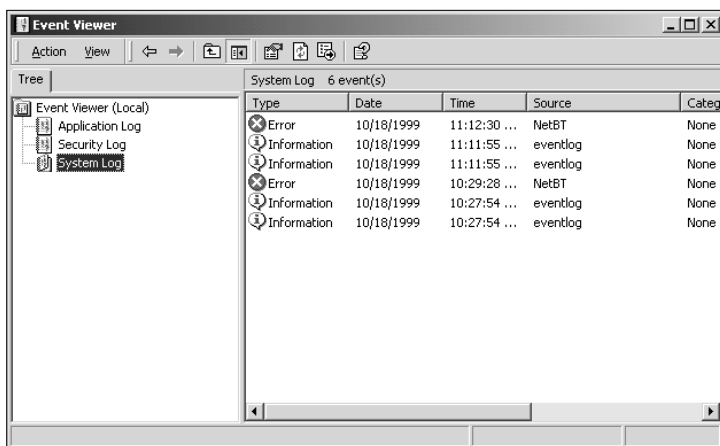 Event Viewer
Action View
Tree
System Log 6 event(s)
Event Viewer (Local)
Application Log
Security Log
System Log
Type Date Time Source Categ
Error 10/18/1999 11:12:30 ... NetBT None
Information 10/18/1999 11:11:55 ... eventlog None
Information 10/18/1999 11:11:55 ... eventlog None
Error 10/18/1999 10:29:28 ... NetBT None
Information 10/18/1999 10:27:54 ... eventlog None
Information 10/18/1999 10:27:54 ... eventlog None